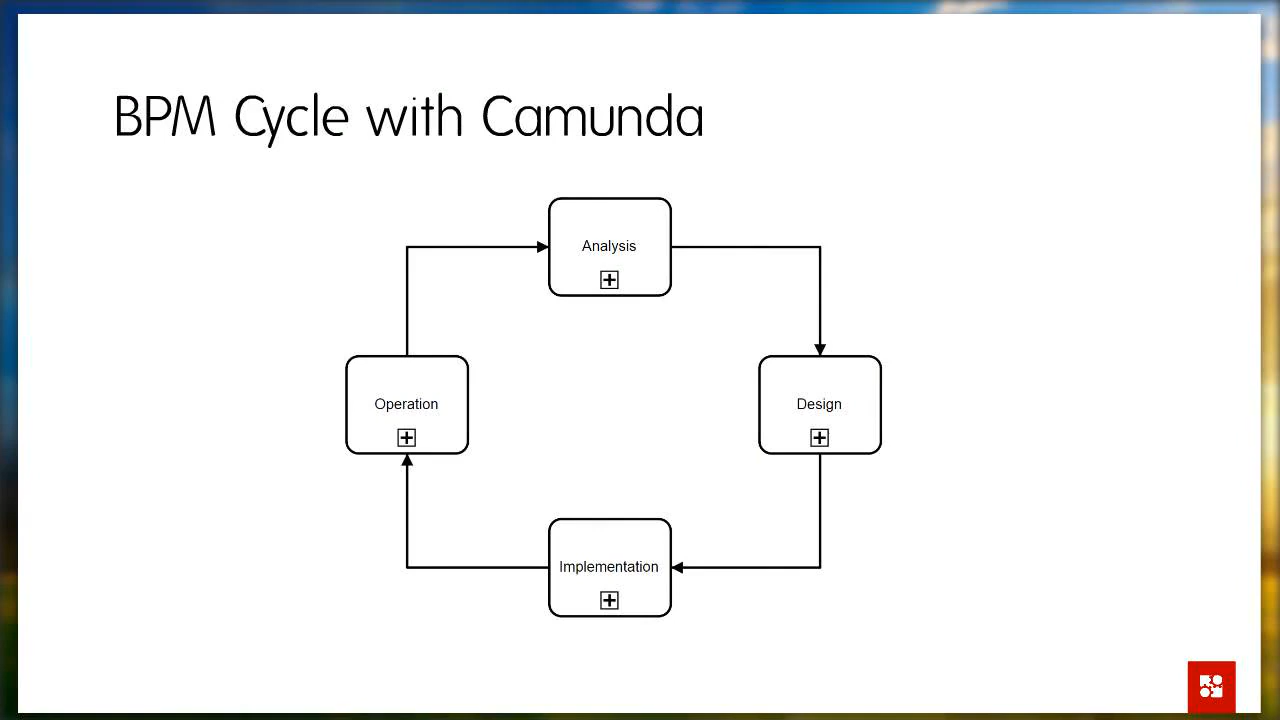 BPM Cycle with Camunda
Analysis
Operation
Design
Implementation